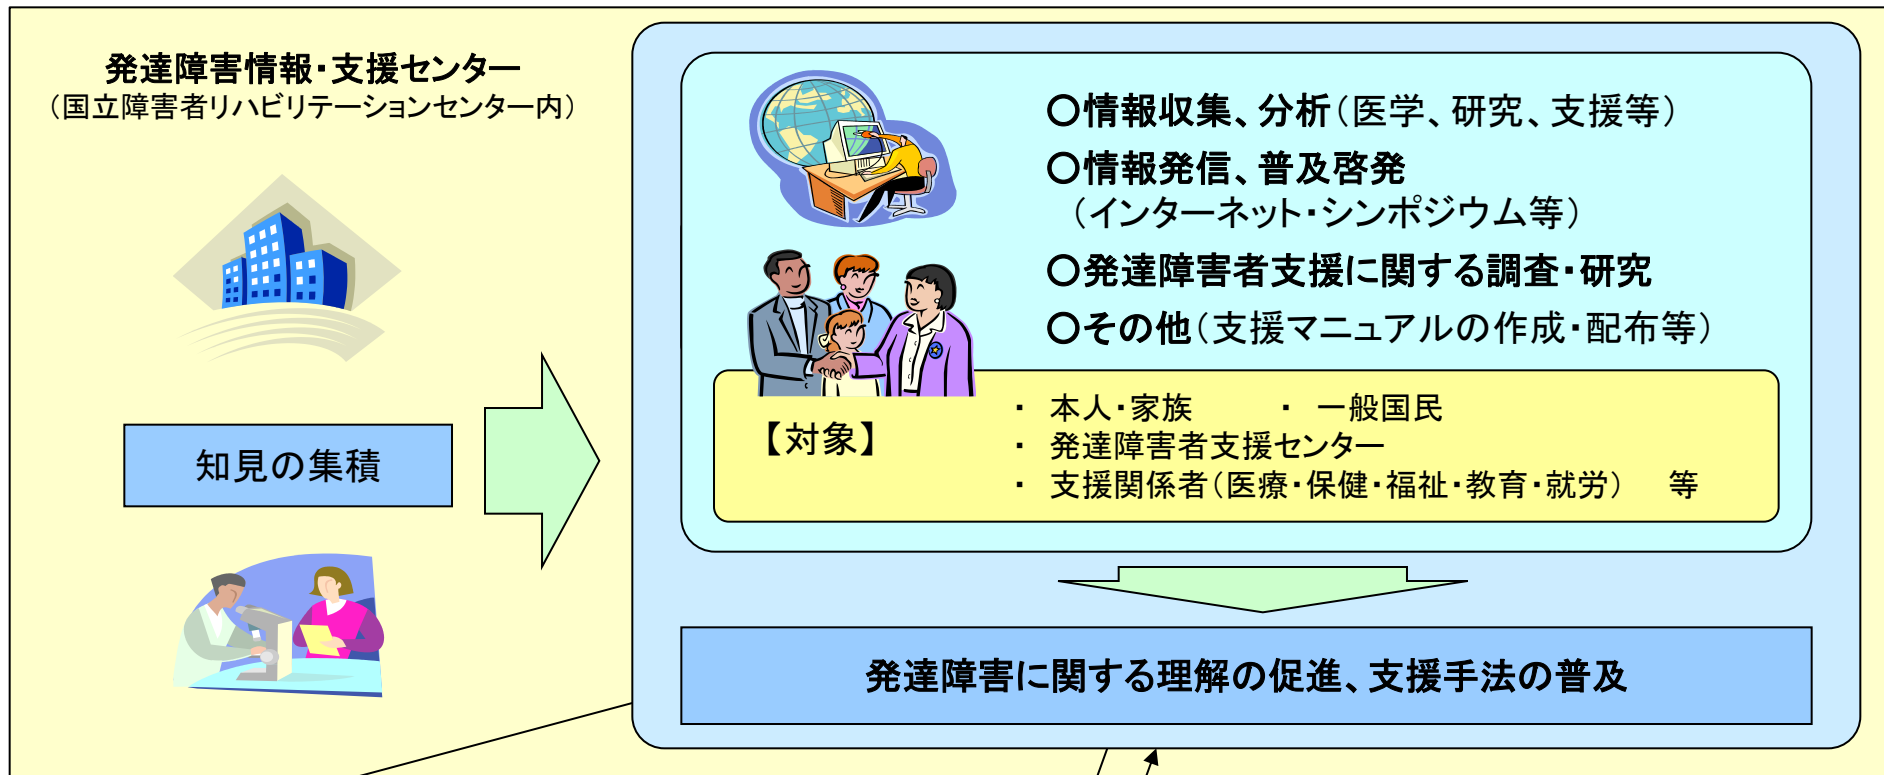 発達障害情報・支援センター
（国立障害者リハビリテーションセンター内）
知見の集積
○情報収集、分析（医学、研究、支援等）
○情報発信、普及啓発
（インターネット・シンポジウム等）
○発達障害者支援に関する調査・研究
○その他（支援マニュアルの作成・配布等）
【対象】
・ 本人・家族　　・ 一般国民
・ 発達障害者支援センター
・ 支援関係者（医療・保健・福祉・教育・就労）　等
発達障害に関する理解の促進、支援手法の普及